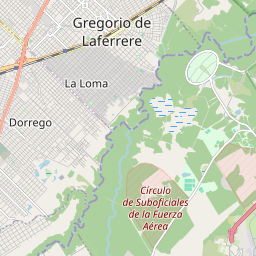 Gregorio de
Laferrere
La Loma
Dorrego
Círculo
de Suboficiales
de la Fuerza
Aérea